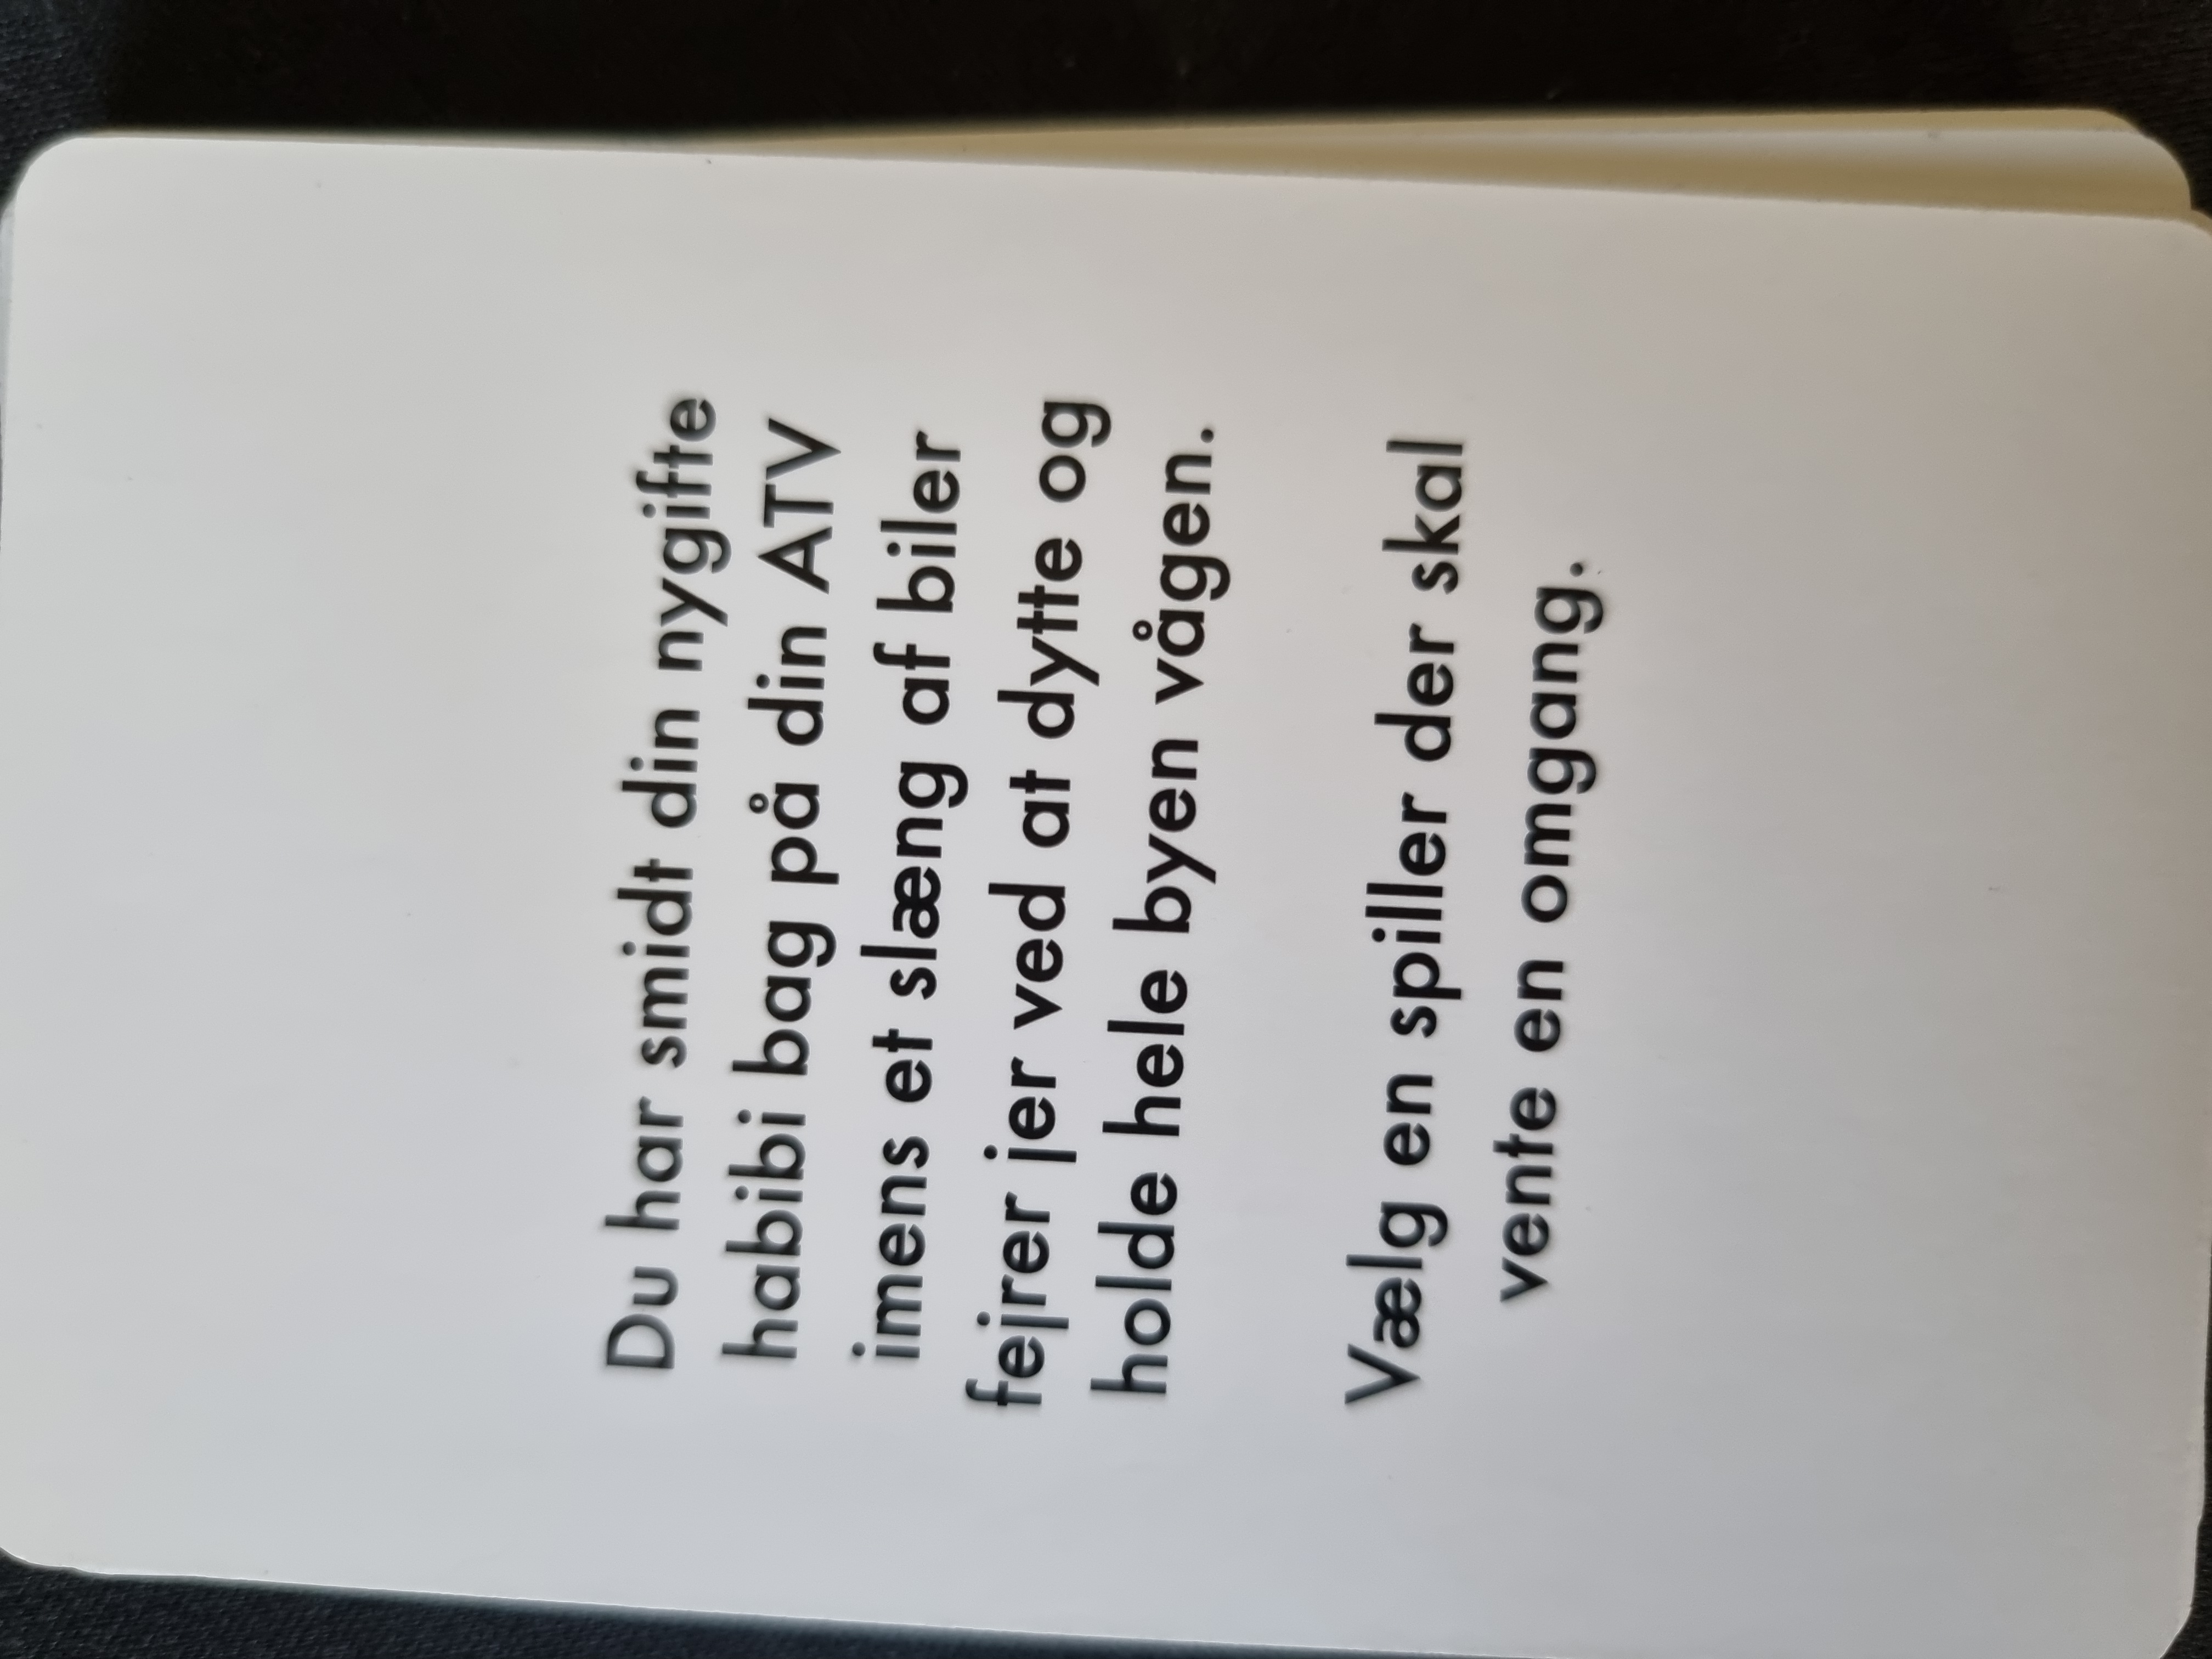 Du har smidt din nygifte
habibi bag på din ATV
imens et slæng af biler
fejrer jer ved at dytte og
holde hele byen vågen.
Vælg en spiller der skal
vente en omgang.